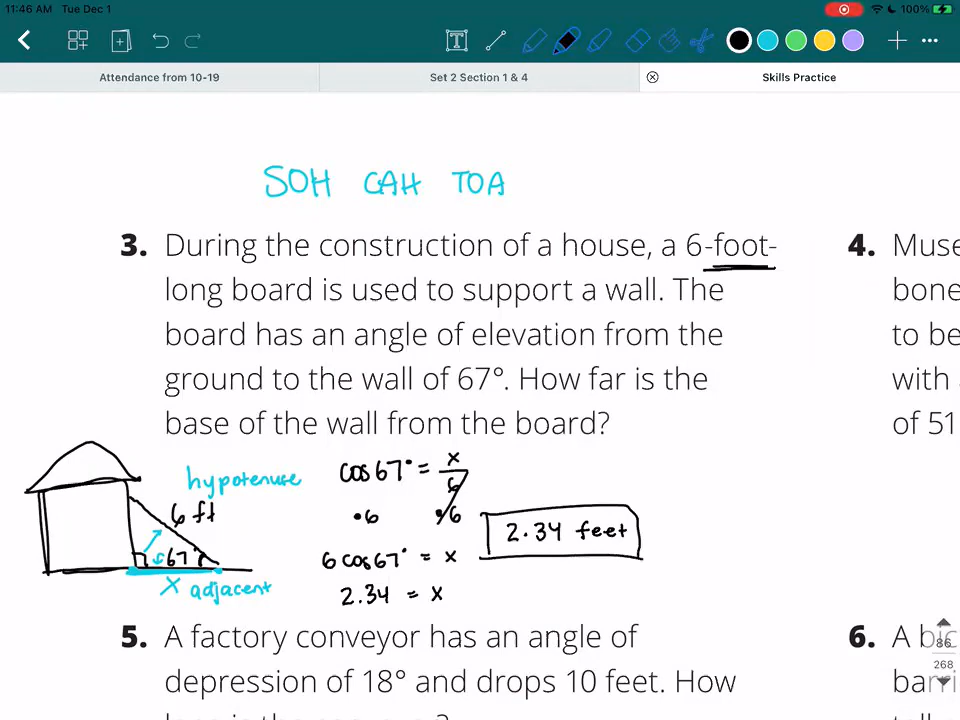 11:46 AM Tue Dec 1
100%
Attendance from 10-19
Set 2 Section 1 & 4
Skills Practice
SOH CAH TOA
3. During the construction of a house, a 6-foot-
long board is used to support a wall. The
board has an angle of elevation from the
ground to the wall of 67°. How far is the
base of the wall from the board?
4. Muse
bone
to be
with
of 51
hypotenuse
6 ft
67°
x adjacent
cos 67° = x/6
•6 •6
6 cos 67° = x
2.34 = x
2.34 feet
5. A factory conveyor has an angle of
depression of 18° and drops 10 feet. How
6. A bic
barri
86
268